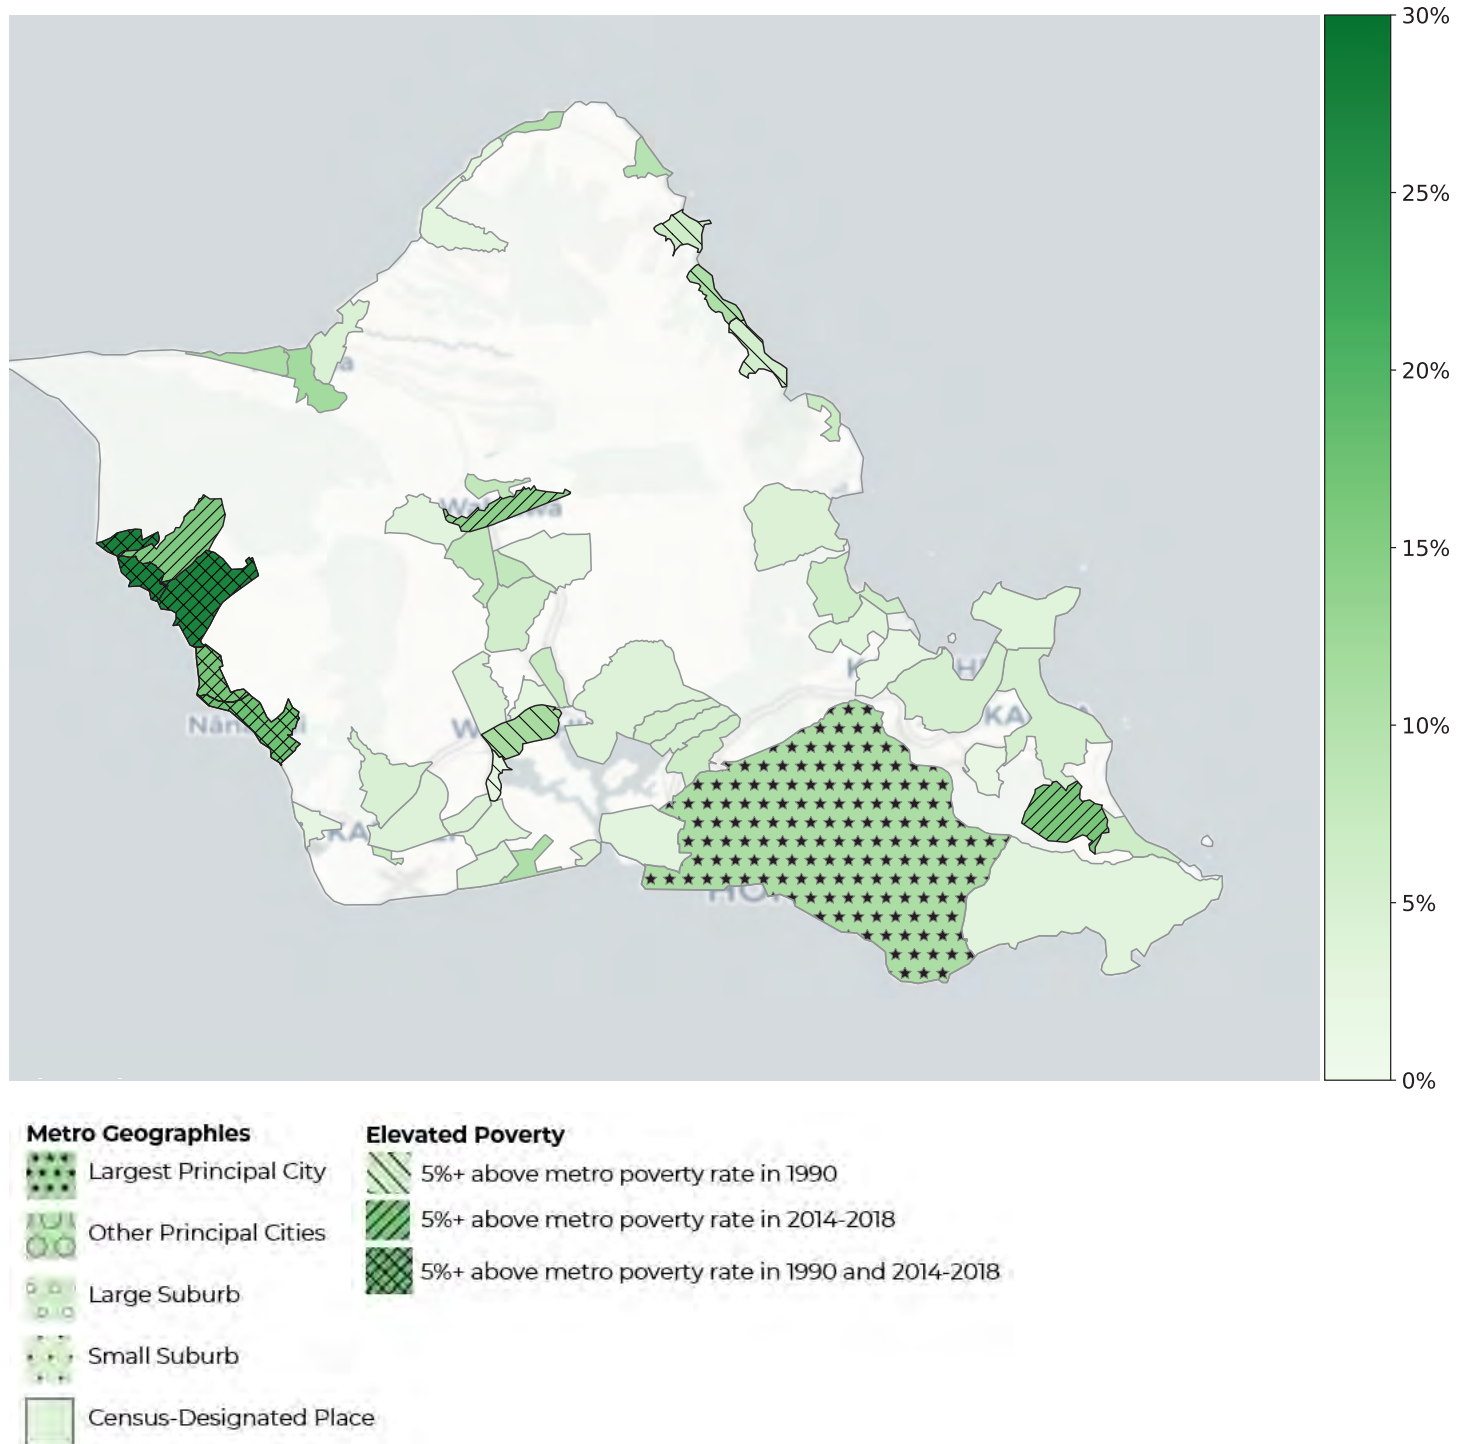 30%
25%
20%
15%
10%
5%
0%
Metro Geographies
Largest Principal City
Other Principal Cities
Large Suburb
Small Suburb
Census-Designated Place
Elevated Poverty
5%+ above metro poverty rate in 1990
5%+ above metro poverty rate in 2014-2018
5%+ above metro poverty rate in 1990 and 2014-2018